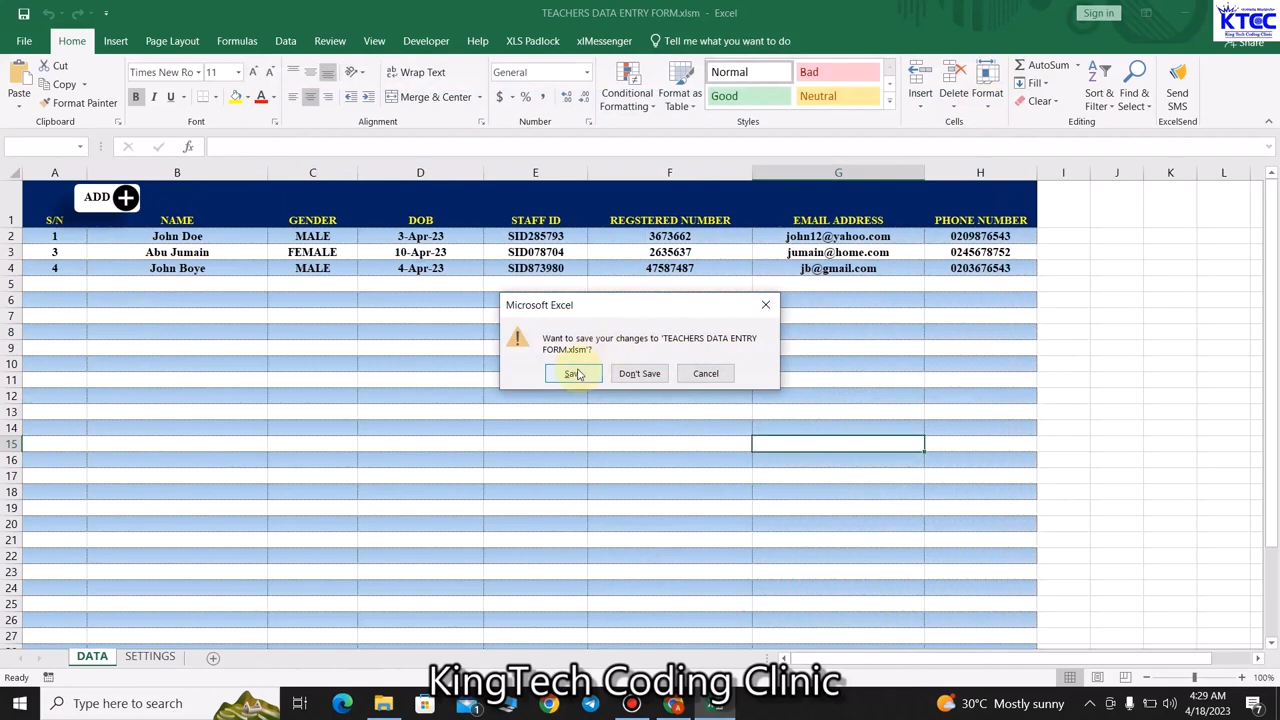 TEACHERS DATA ENTRY FORM.xlsm - Excel
Sign in
KTCC
King Tech Coding Clinic
File Home Insert Page Layout Formulas Data Review View Developer Help XLS Padlock xlMessenger Tell me what you want to do Share
Paste
Cut
Copy
Format Painter
Clipboard
Times New Ro 11
B I U
Font
Wrap Text
Merge & Center
Alignment
General
$ % ,
Number
Conditional Formatting
Format as Table
Normal Bad
Good Neutral
Styles
Insert Delete Format
Cells
AutoSum
Fill
Clear
Sort & Filter
Find & Select
Editing
Send SMS
ExcelSend
fx
A B C D E F G H I J K L
ADD
1 S/N NAME GENDER DOB STAFF ID REGSTERED NUMBER EMAIL ADDRESS PHONE NUMBER
2 1 John Doe MALE 3-Apr-23 SID285793 3673662 john12@yahoo.com 0209876543
3 3 Abu Jumain FEMALE 10-Apr-23 SID078704 2635637 jumain@home.com 0245678752
4 4 John Boye MALE 4-Apr-23 SID873980 47587487 jb@gmail.com 0203676543
5
6
7
8
9
10
11
12
13
14
15
16
17
18
19
20
21
22
23
24
25
26
27
Microsoft Excel
Want to save your changes to 'TEACHERS DATA ENTRY
FORM.xlsm'?
Save Don't Save Cancel
DATA SETTINGS
Ready
100%
KingTech Coding Clinic
Type here to search
30°C Mostly sunny
4:29 AM
4/18/2023
7